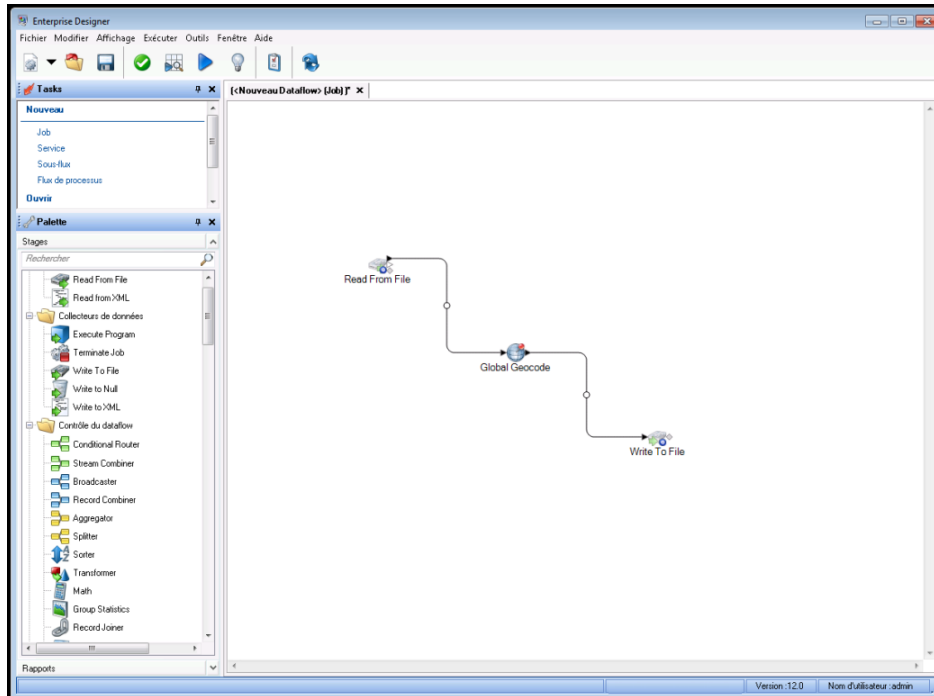 Enterprise Designer
Fichier Modifier Affichage Exécuter Outils Fenêtre Aide
Tasks
Nouveau
Job
Service
Sous-flux
Flux de processus
Ouvrir
Palette
Stages
Rechercher
Read From File
Read from XML
Collecteurs de données
Execute Program
Terminate Job
Write To File
Write to Null
Write to XML
Contrôle du dataflow
Conditional Router
Stream Combiner
Broadcaster
Record Combiner
Aggregator
Splitter
Sorter
Transformer
Math
Group Statistics
Record Joiner
Rapports
[<Nouveau Dataflow> (Job)]*
Read From File
Global Geocode
Write To File
Version :12.0 Nom d'utilisateur :admin